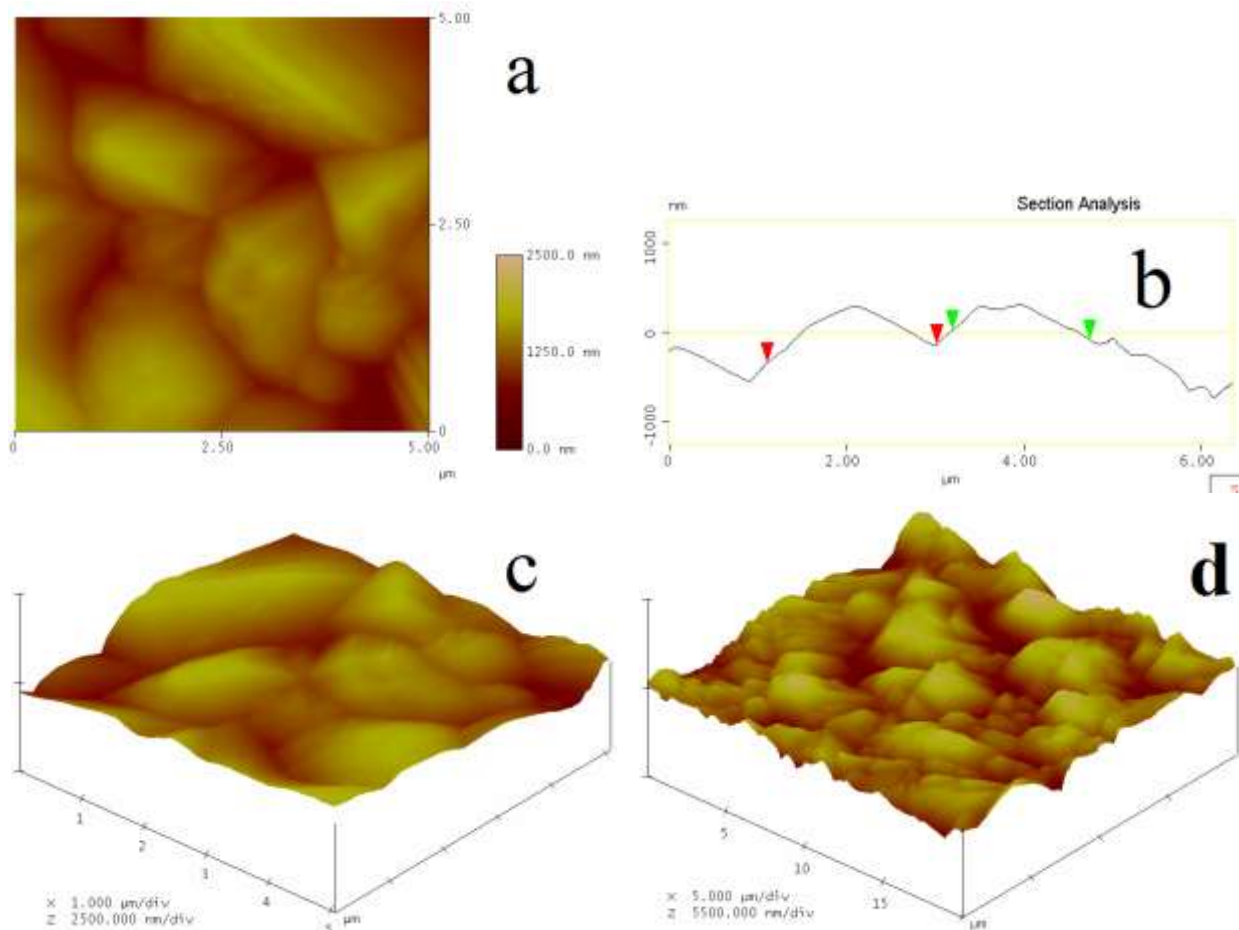 5.00
a
2.50
2500.0 nm
1250.0 nm
0.0 nm
0
2.50
5.00
µm
nm
Section Analysis
b
1000
0
-1000
0
2.00
4.00
6.00
µm
c
1
2
3
4
µm
X 1.000 µm/div
Z 2500.000 nm/div
d
5
10
15
µm
X 5.000 µm/div
Z 5500.000 nm/div